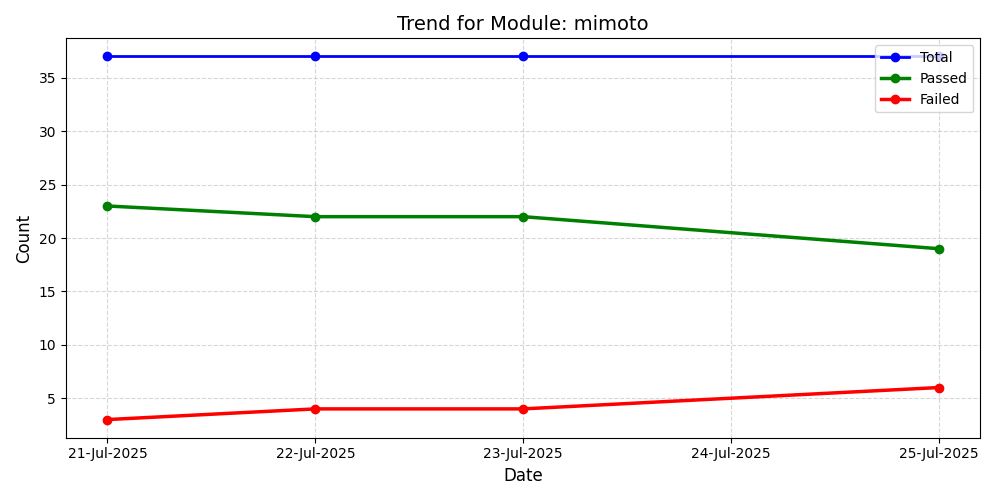 Trend for Module: mimoto
Total
Passed
Failed
Count
35
30
25
20
15
10
5
21-Jul-2025
22-Jul-2025
23-Jul-2025
24-Jul-2025
25-Jul-2025
Date